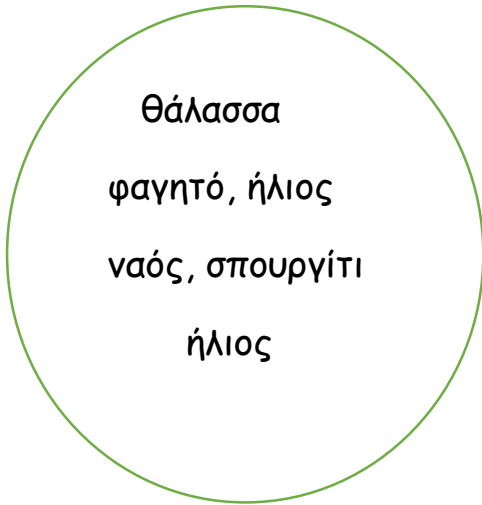 θάλασσα
φαγητό, ήλιος
ναός, σπουργίτι
ήλιος